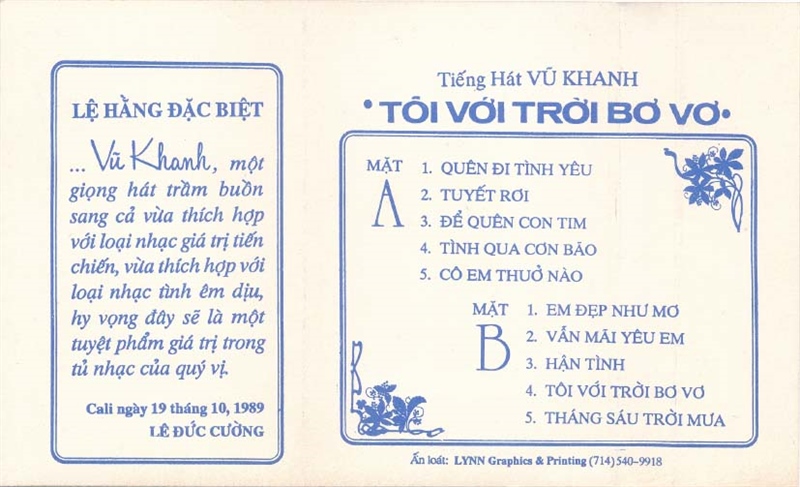 LỆ HẰNG ĐẶC BIỆT
... Vũ Khanh, một
giọng hát trầm buồn
sang cả vừa thích hợp
với loại nhạc giá trị tiền
chiến, vừa thích hợp với
loại nhạc tình êm dịu,
hy vọng đây sẽ là một
tuyệt phẩm giá trị trong
tủ nhạc của quý vị.
Cali ngày 19 tháng 10, 1989
LÊ ĐỨC CƯỜNG
Tiếng Hát VŨ KHANH
• TÔI VỚI TRỜI BƠ VƠ •
MẶT A
1. QUÊN ĐI TÌNH YÊU
2. TUYẾT RƠI
3. ĐỂ QUÊN CON TIM
4. TÌNH QUA CƠN BÃO
5. CÔ EM THUỞ NÀO
MẶT B
1. EM ĐẸP NHƯ MƠ
2. VẪN MÃI YÊU EM
3. HẬN TÌNH
4. TÔI VỚI TRỜI BƠ VƠ
5. THÁNG SÁU TRỜI MƯA
Ấn loát: LYNN Graphics & Printing (714) 540-9918